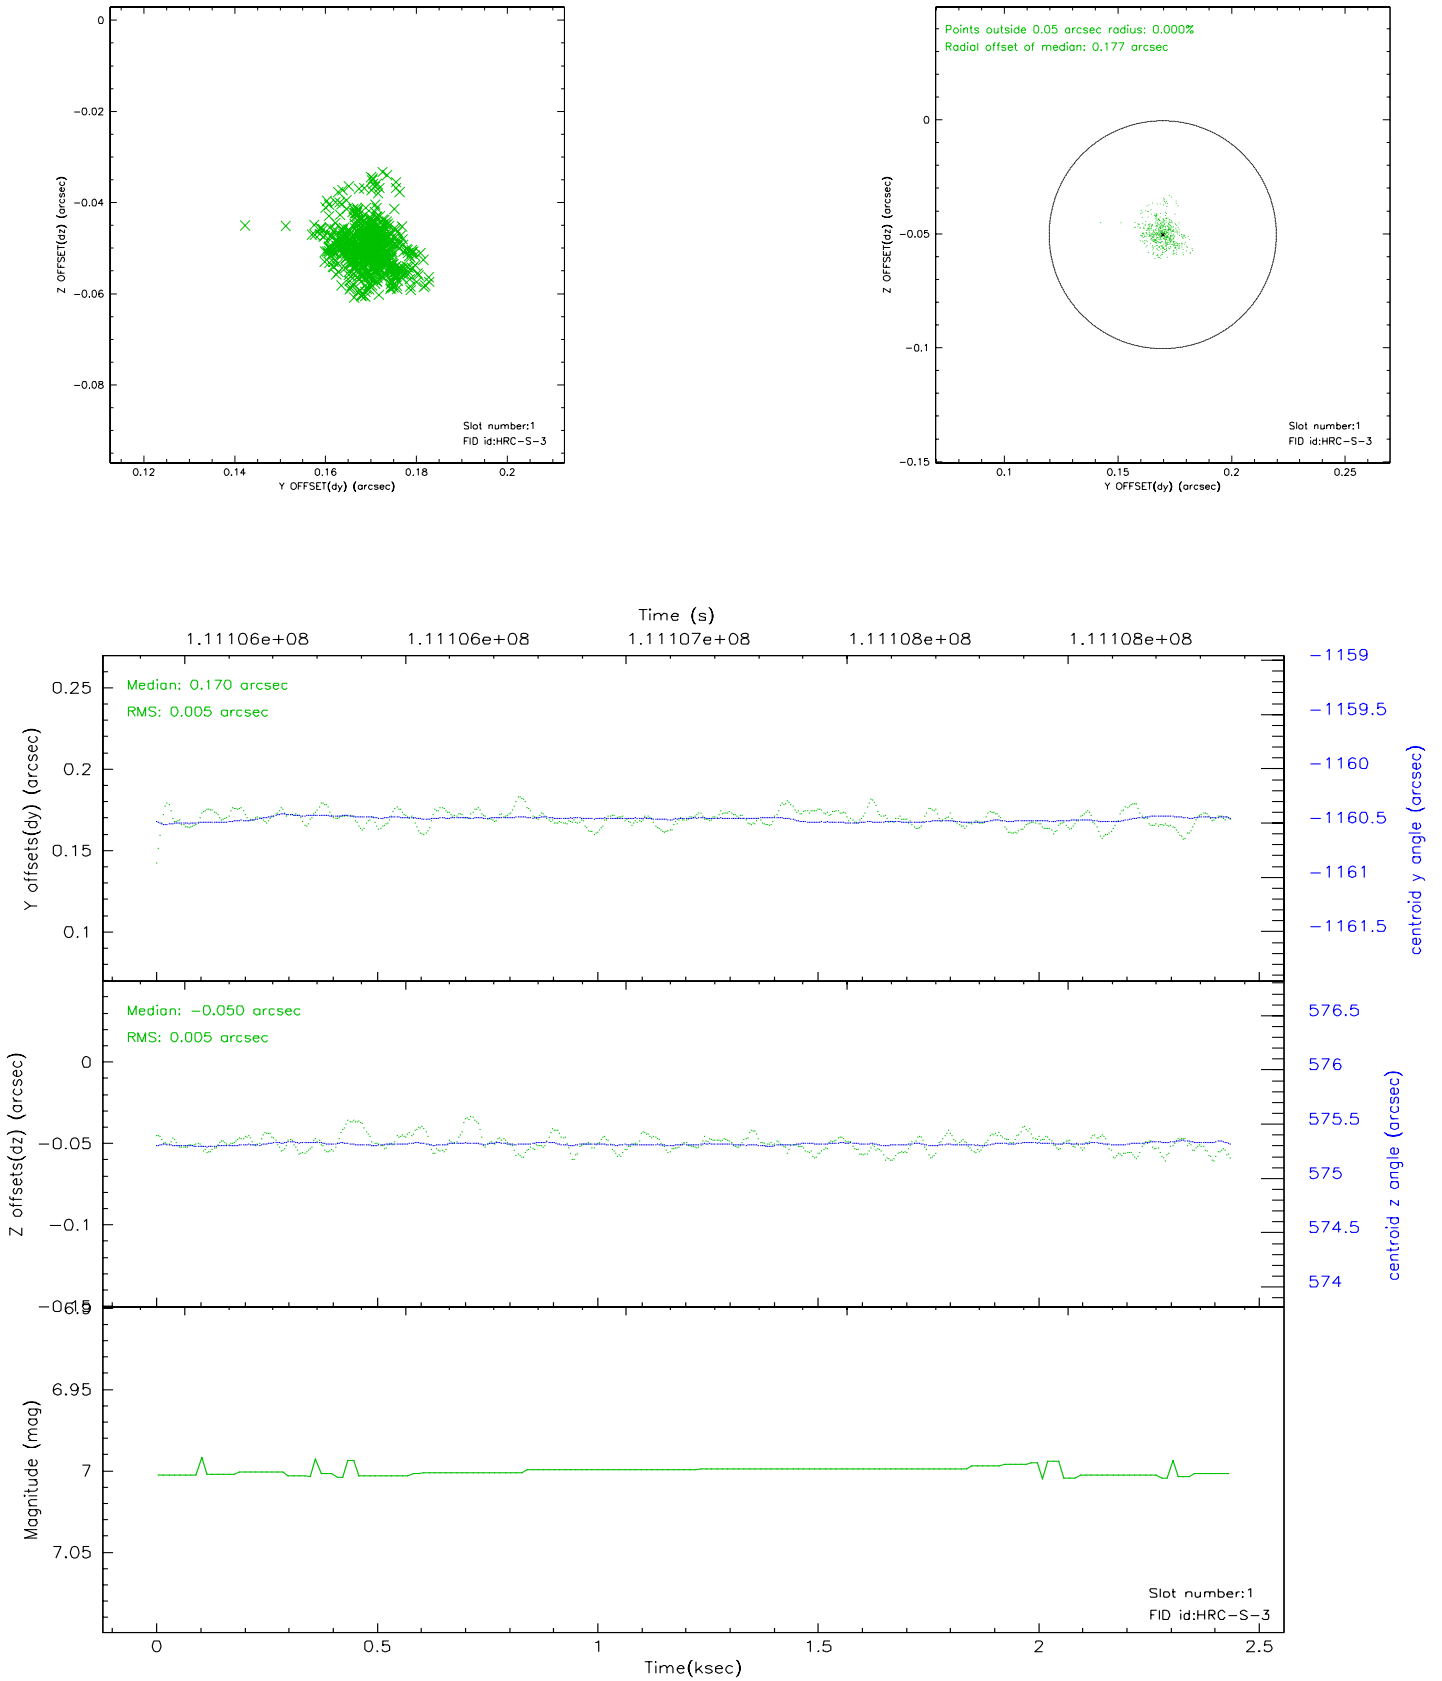 0
−0.02
−0.04
−0.06
−0.08
Z OFFSET(dz) (arcsec)
Slot number:1
FID id:HRC−S−3
0.12 0.14 0.16 0.18 0.2
Y OFFSET(dy) (arcsec)
Points outside 0.05 arcsec radius: 0.000%
Radial offset of median: 0.177 arcsec
0
−0.05
−0.1
−0.15
Z OFFSET(dz) (arcsec)
Slot number:1
FID id:HRC−S−3
0.1 0.15 0.2 0.25
Y OFFSET(dy) (arcsec)
Time (s)
1.11106e+08 1.11106e+08 1.11107e+08 1.11108e+08 1.11108e+08
Median: 0.170 arcsec
RMS: 0.005 arcsec
0.25
0.2
0.15
0.1
Y offsets(dy) (arcsec)
−1159
−1159.5
−1160
−1160.5
−1161
−1161.5
centroid y angle (arcsec)
Median: −0.050 arcsec
RMS: 0.005 arcsec
0
−0.05
−0.1
−0.15
Z offsets(dz) (arcsec)
576.5
576
575.5
575
574.5
574
centroid z angle (arcsec)
6.9
6.95
7
7.05
Magnitude (mag)
Slot number:1
FID id:HRC−S−3
0 0.5 1 1.5 2 2.5
Time(ksec)